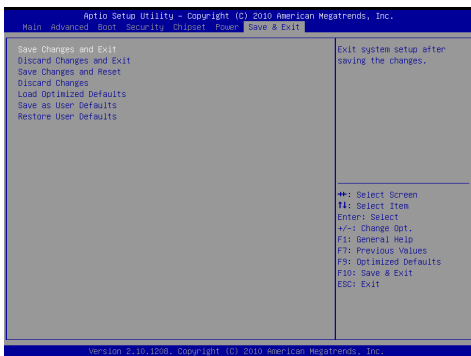 Aptio Setup Utility – Copyright (C) 2010 American Megatrends, Inc.
Main Advanced Boot Security Chipset Power Save & Exit
Save Changes and Exit
Discard Changes and Exit
Save Changes and Reset
Discard Changes
Load Optimized Defaults
Save as User Defaults
Restore User Defaults
Exit system setup after
saving the changes.
↔: Select Screen
↑↓: Select Item
Enter: Select
+/-: Change Opt.
F1: General Help
F7: Previous Values
F9: Optimized Defaults
F10: Save & Exit
ESC: Exit
Version 2.10.1208. Copyright (C) 2010 American Megatrends, Inc.